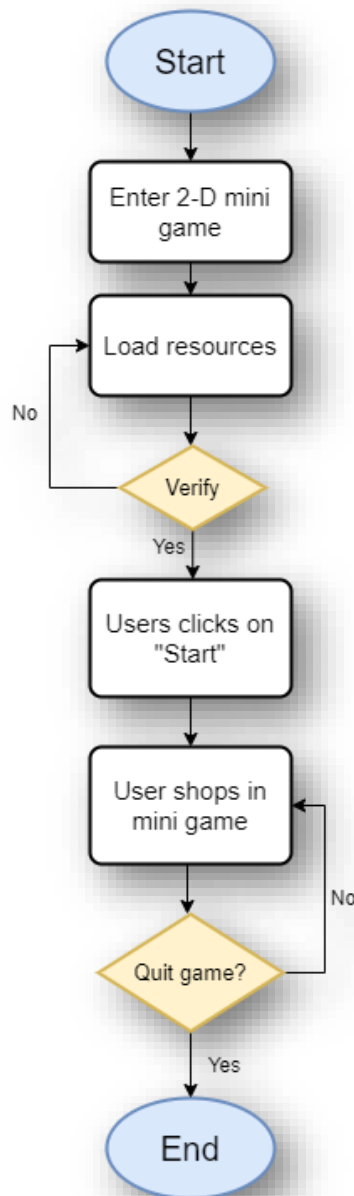 Start
Enter 2-D mini
game
Load resources
No
Verify
Yes
Users clicks on
"Start"
User shops in
mini game
No
Quit game?
Yes
End